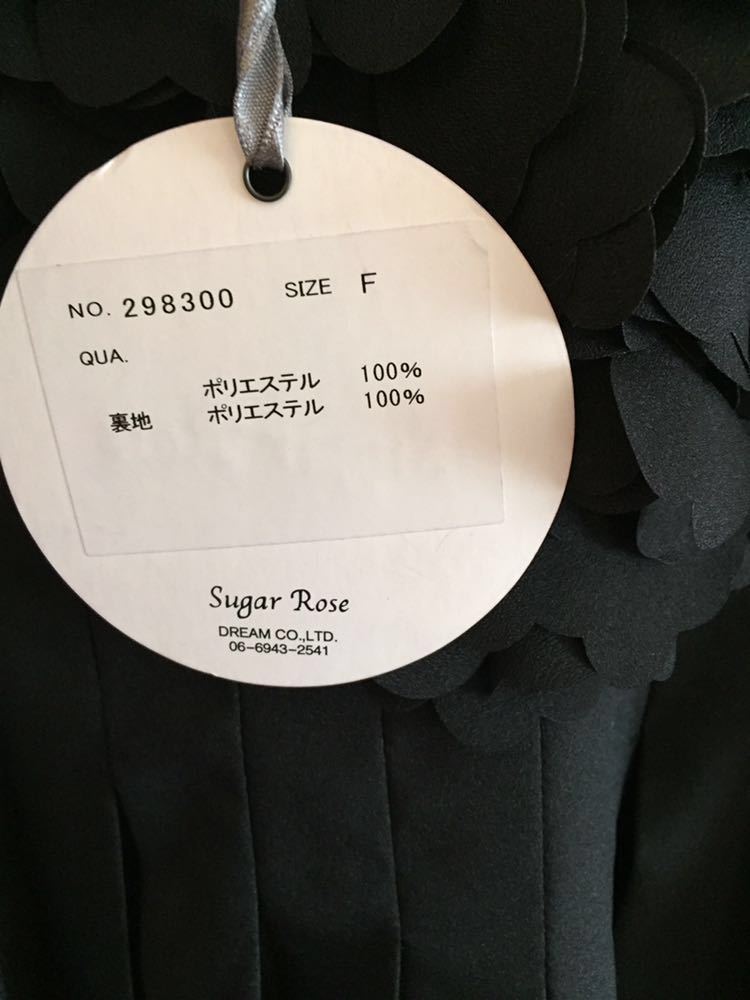 NO. 298300 SIZE F
QUA.
ポリエステル 100%
裏地 ポリエステル 100%
Sugar Rose
DREAM CO.,LTD.
06-6943-2541